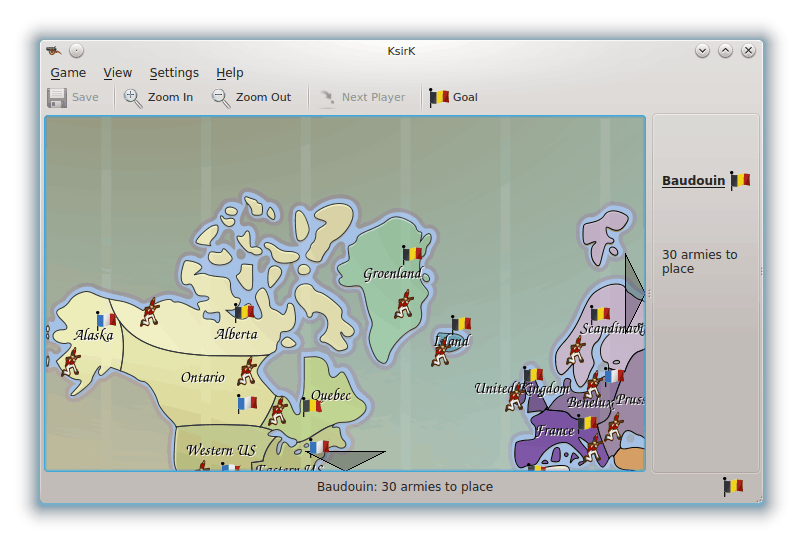 KsirK
Game View Settings Help
Save Zoom In Zoom Out Next Player Goal
Baudouin
30 armies to
place
Groenland
Alaska
Alberta
Island
Scandinavi
Ontario
United Kingdom
Quebec
Benelux
Pruss
France
Western US
Eastern US
Baudouin: 30 armies to place